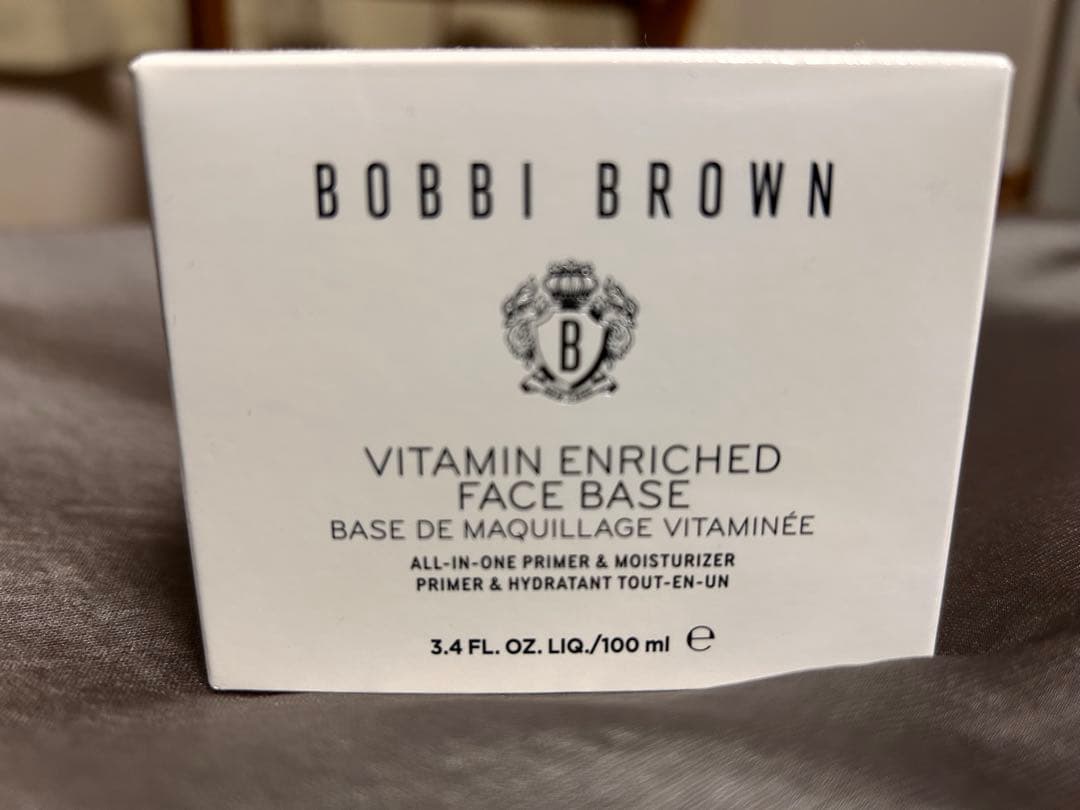 BOBBI BROWN
B
VITAMIN ENRICHED
FACE BASE
BASE DE MAQUILLAGE VITAMINÉE
ALL-IN-ONE PRIMER & MOISTURIZER
PRIMER & HYDRATANT TOUT-EN-UN
3.4 FL. OZ. LIQ./100 ml ℮